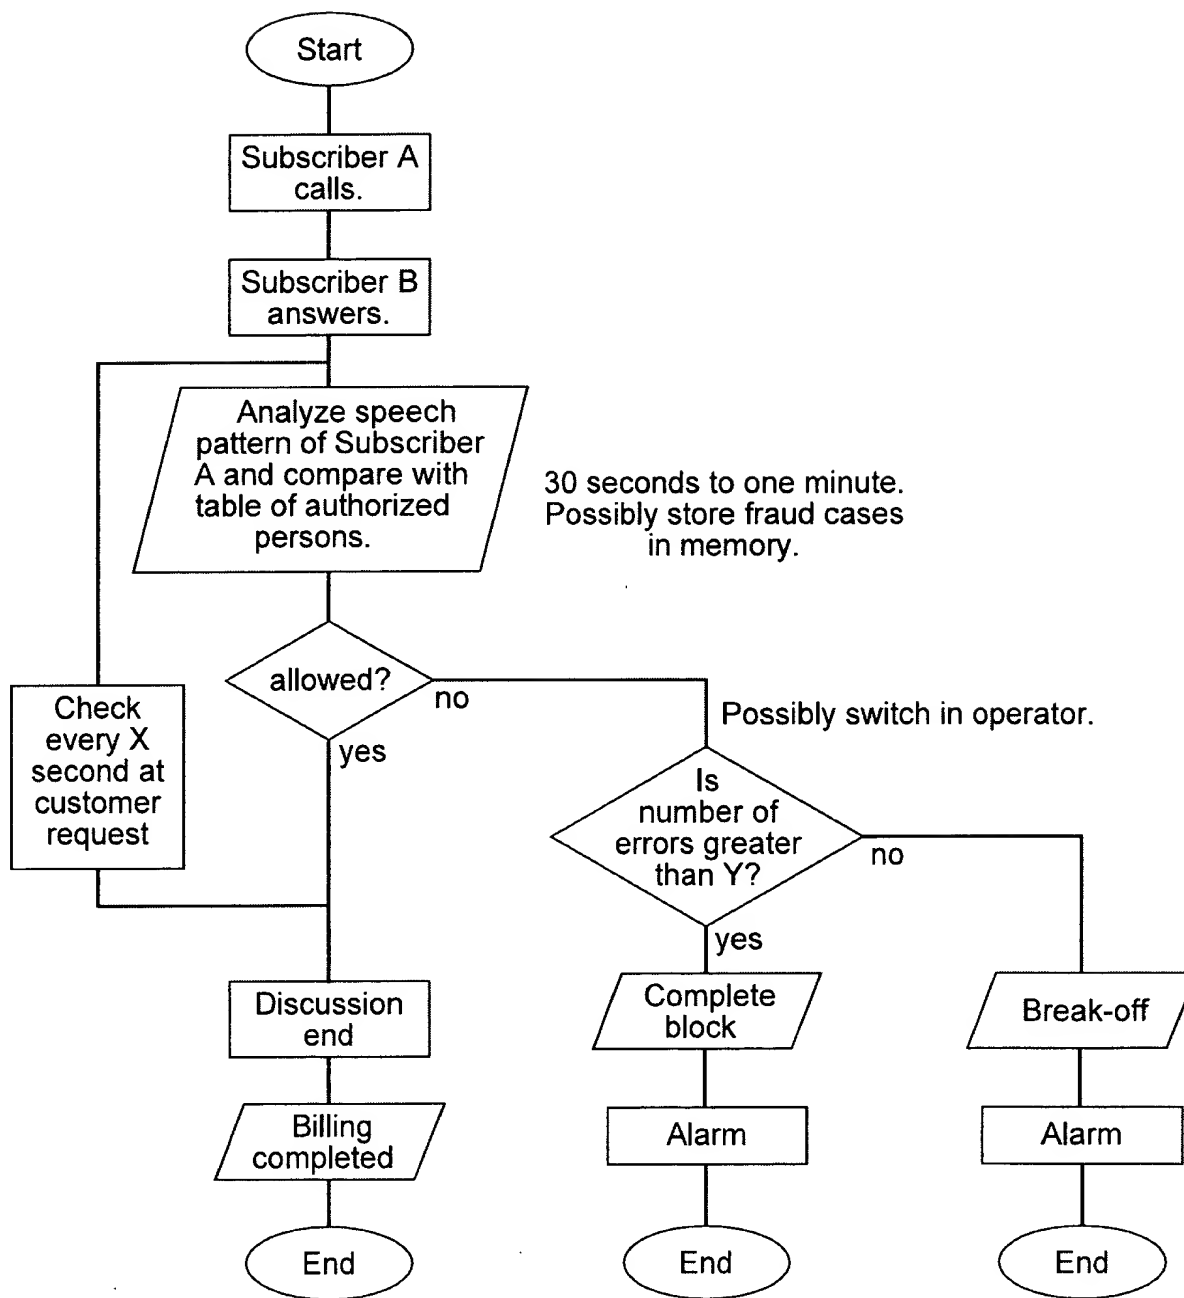 Start
Subscriber A
calls.
Subscriber B
answers.
Analyze speech
pattern of Subscriber
A and compare with
table of authorized
persons.
30 seconds to one minute.
Possibly store fraud cases
in memory.
allowed?
no
yes
Check
every X
second at
customer
request
Possibly switch in operator.
Is
number of
errors greater
than Y?
no
yes
Discussion
end
Complete
block
Break-off
Billing
completed
Alarm
Alarm
End
End
End